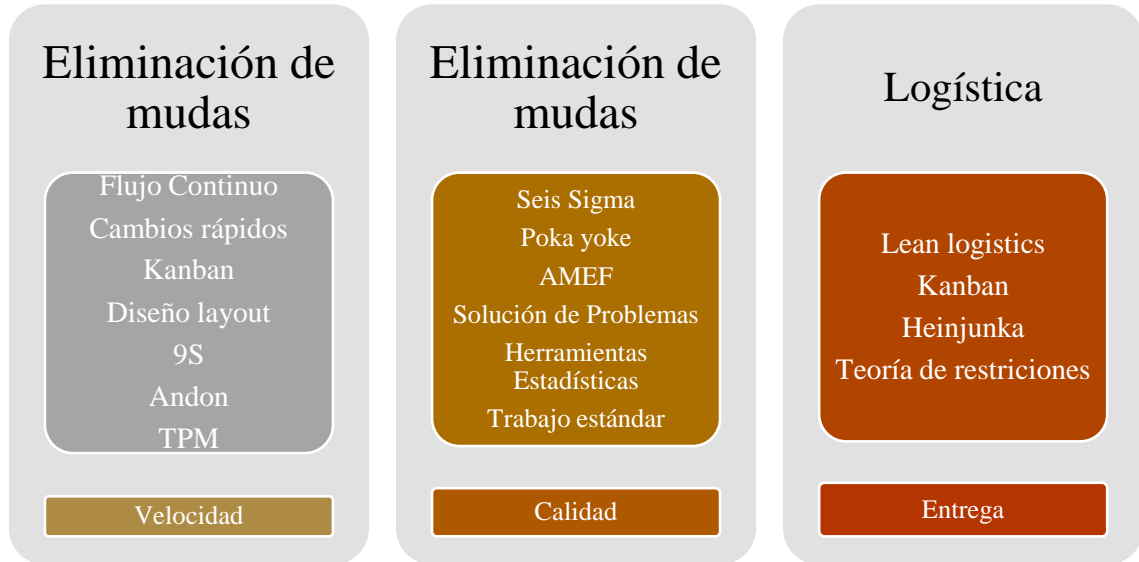 Eliminación de
mudas
Flujo Continuo
Cambios rápidos
Kanban
Diseño layout
9S
Andon
TPM
Velocidad
Eliminación de
mudas
Seis Sigma
Poka yoke
AMEF
Solución de Problemas
Herramientas
Estadísticas
Trabajo estándar
Calidad
Logística
Lean logistics
Kanban
Heinjunka
Teoría de restriciones
Entrega